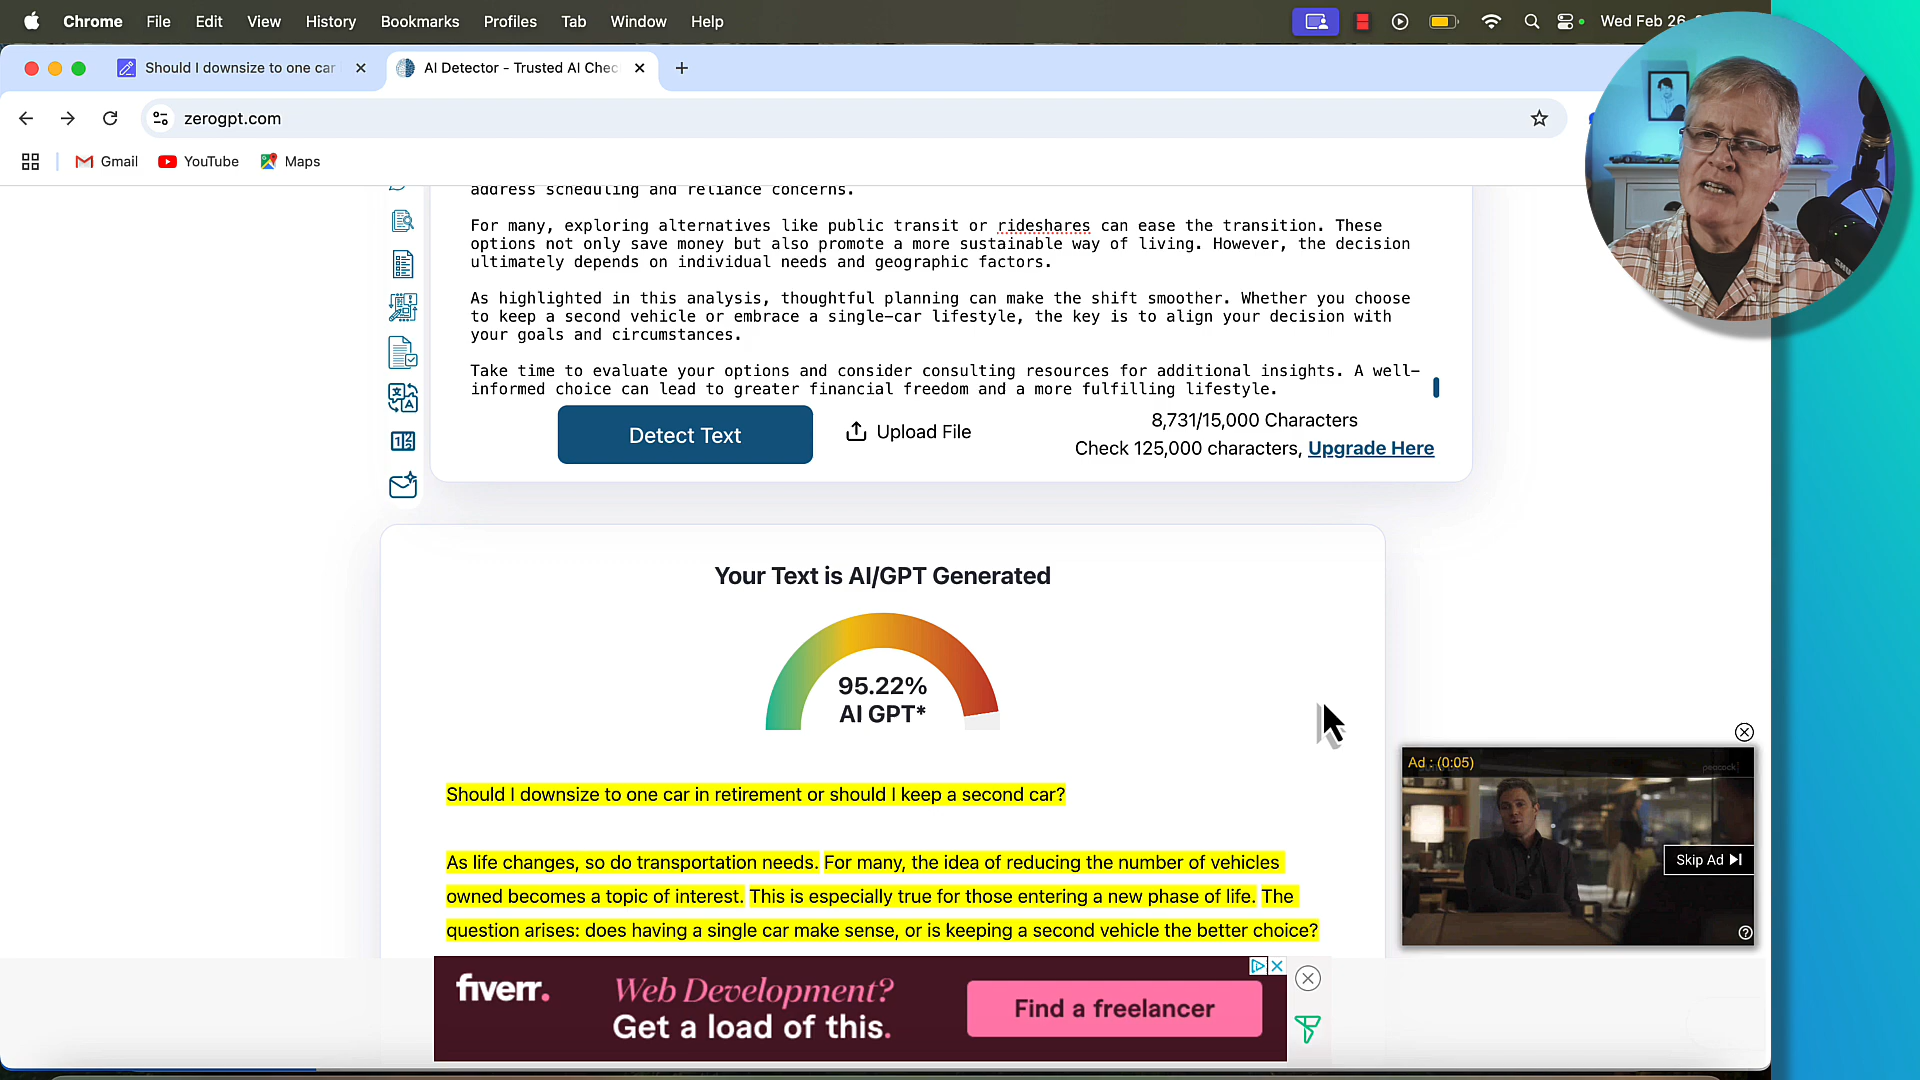 Chrome File Edit View History Bookmarks Profiles Tab Window Help Wed Feb 26
Should I downsize to one car AI Detector - Trusted AI Chec
zerogpt.com
Gmail YouTube Maps
address scheduling and reliance concerns.
For many, exploring alternatives like public transit or rideshares can ease the transition. These
options not only save money but also promote a more sustainable way of living. However, the decision
ultimately depends on individual needs and geographic factors.
As highlighted in this analysis, thoughtful planning can make the shift smoother. Whether you choose
to keep a second vehicle or embrace a single-car lifestyle, the key is to align your decision with
your goals and circumstances.
Take time to evaluate your options and consider consulting resources for additional insights. A well-
informed choice can lead to greater financial freedom and a more fulfilling lifestyle.
Detect Text
Upload File
8,731/15,000 Characters
Check 125,000 characters, Upgrade Here
Your Text is AI/GPT Generated
95.22%
AI GPT*
Should I downsize to one car in retirement or should I keep a second car?
As life changes, so do transportation needs. For many, the idea of reducing the number of vehicles
owned becomes a topic of interest. This is especially true for those entering a new phase of life. The
question arises: does having a single car make sense, or is keeping a second vehicle the better choice?
Ad : (0:05)
peacock
Skip Ad
fiverr.
Web Development?
Get a load of this.
Find a freelancer